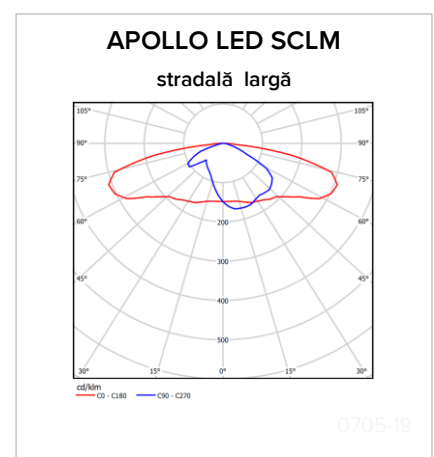 APOLLO LED SCLM
stradală largă
105° 105°
90° 90°
75° 75°
60° 60°
200
45° 45°
300
400
500
30° 15° 0° 15° 30°
cd/klm
C0 - C180 C90 - C270
0705-19